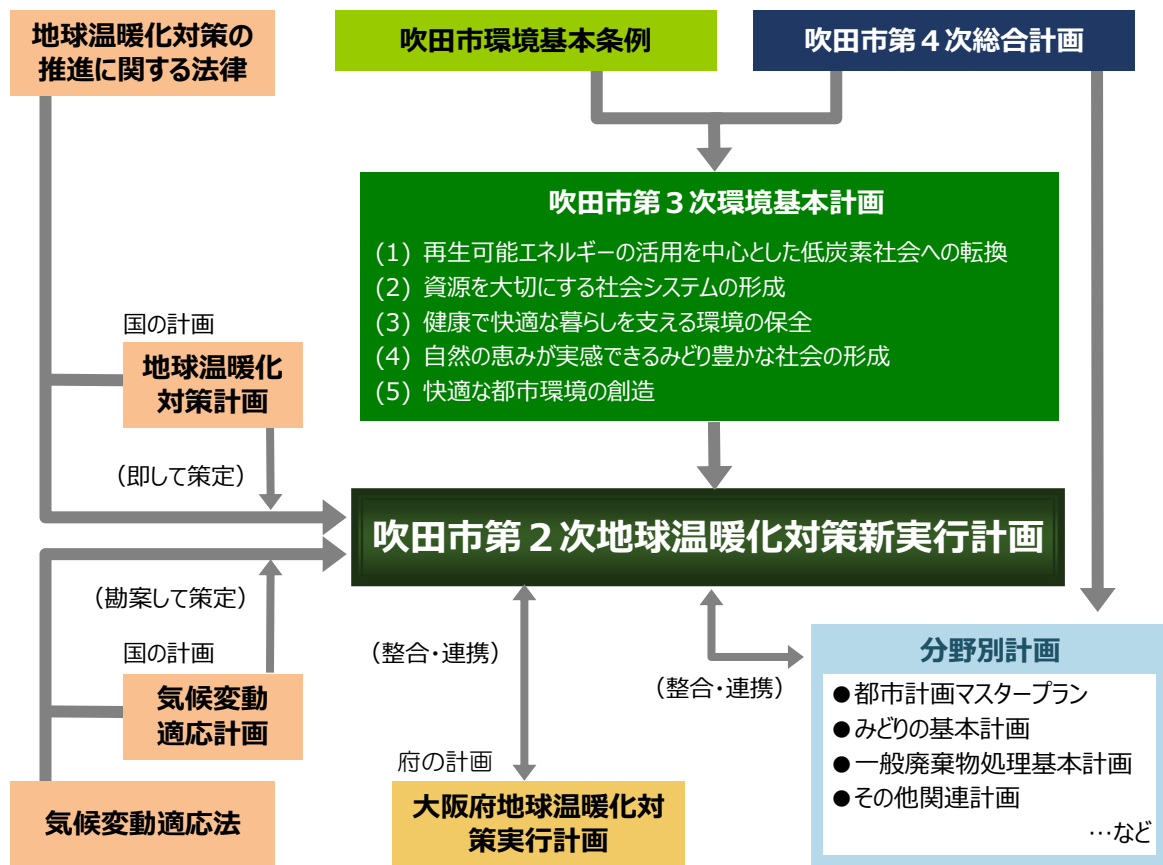 地球温暖化対策の
推進に関する法律
吹田市環境基本条例
吹田市第４次総合計画
吹田市第３次環境基本計画
(1) 再生可能エネルギーの活用を中心とした低炭素社会への転換
(2) 資源を大切にする社会システムの形成
(3) 健康で快適な暮らしを支える環境の保全
(4) 自然の恵みが実感できるみどり豊かな社会の形成
(5) 快適な都市環境の創造
国の計画
地球温暖化
対策計画
（即して策定）
吹田市第２次地球温暖化対策新実行計画
（勘案して策定）
国の計画
気候変動
適応計画
気候変動適応法
（整合・連携）
府の計画
大阪府地球温暖化対
策実行計画
（整合・連携）
分野別計画
●都市計画マスタープラン
●みどりの基本計画
●一般廃棄物処理基本計画
●その他関連計画
…など